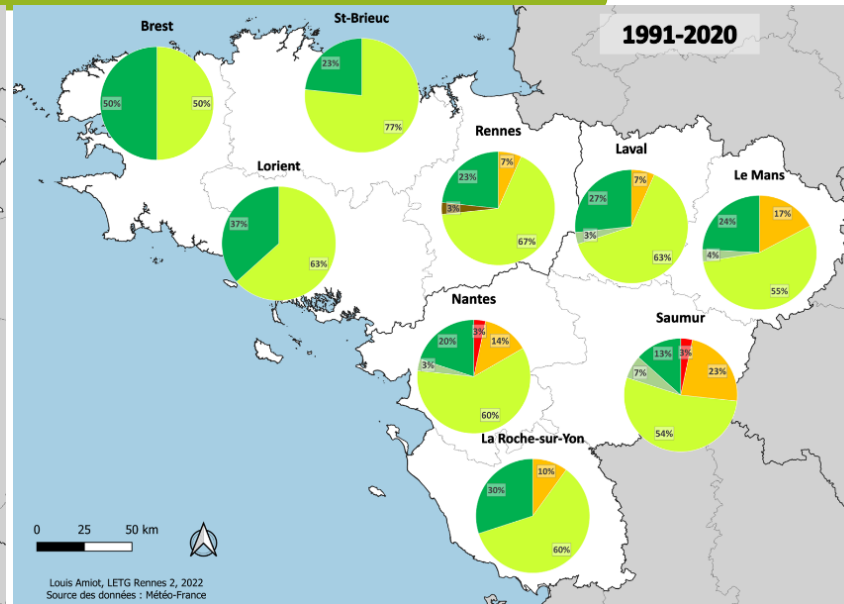 1991-2020
Brest
50%
50%
St-Brieuc
23%
77%
Lorient
37%
63%
Rennes
23%
7%
3%
67%
Laval
27%
7%
3%
63%
Le Mans
24%
17%
4%
55%
Nantes
20%
3%
14%
3%
60%
Saumur
13%
3%
23%
7%
54%
La Roche-sur-Yon
30%
10%
60%
0 25 50 km
Louis Amiot, LETG Rennes 2, 2022
Source des données : Météo-France